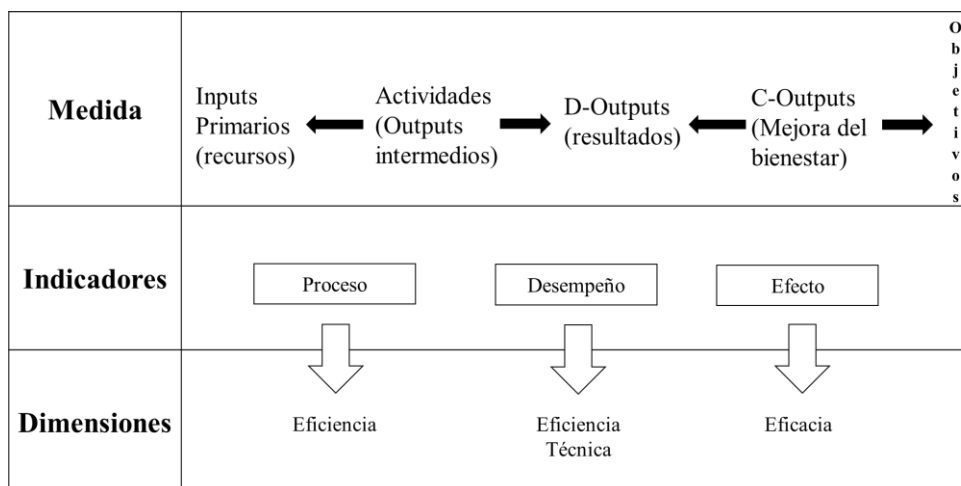 Medida
Inputs
Primarios
(recursos)
Actividades
(Outputs
intermedios)
D-Outputs
(resultados)
C-Outputs
(Mejora del
bienestar)
Objetivos
Indicadores
Proceso
Desempeño
Efecto
Dimensiones
Eficiencia
Eficiencia
Técnica
Eficacia